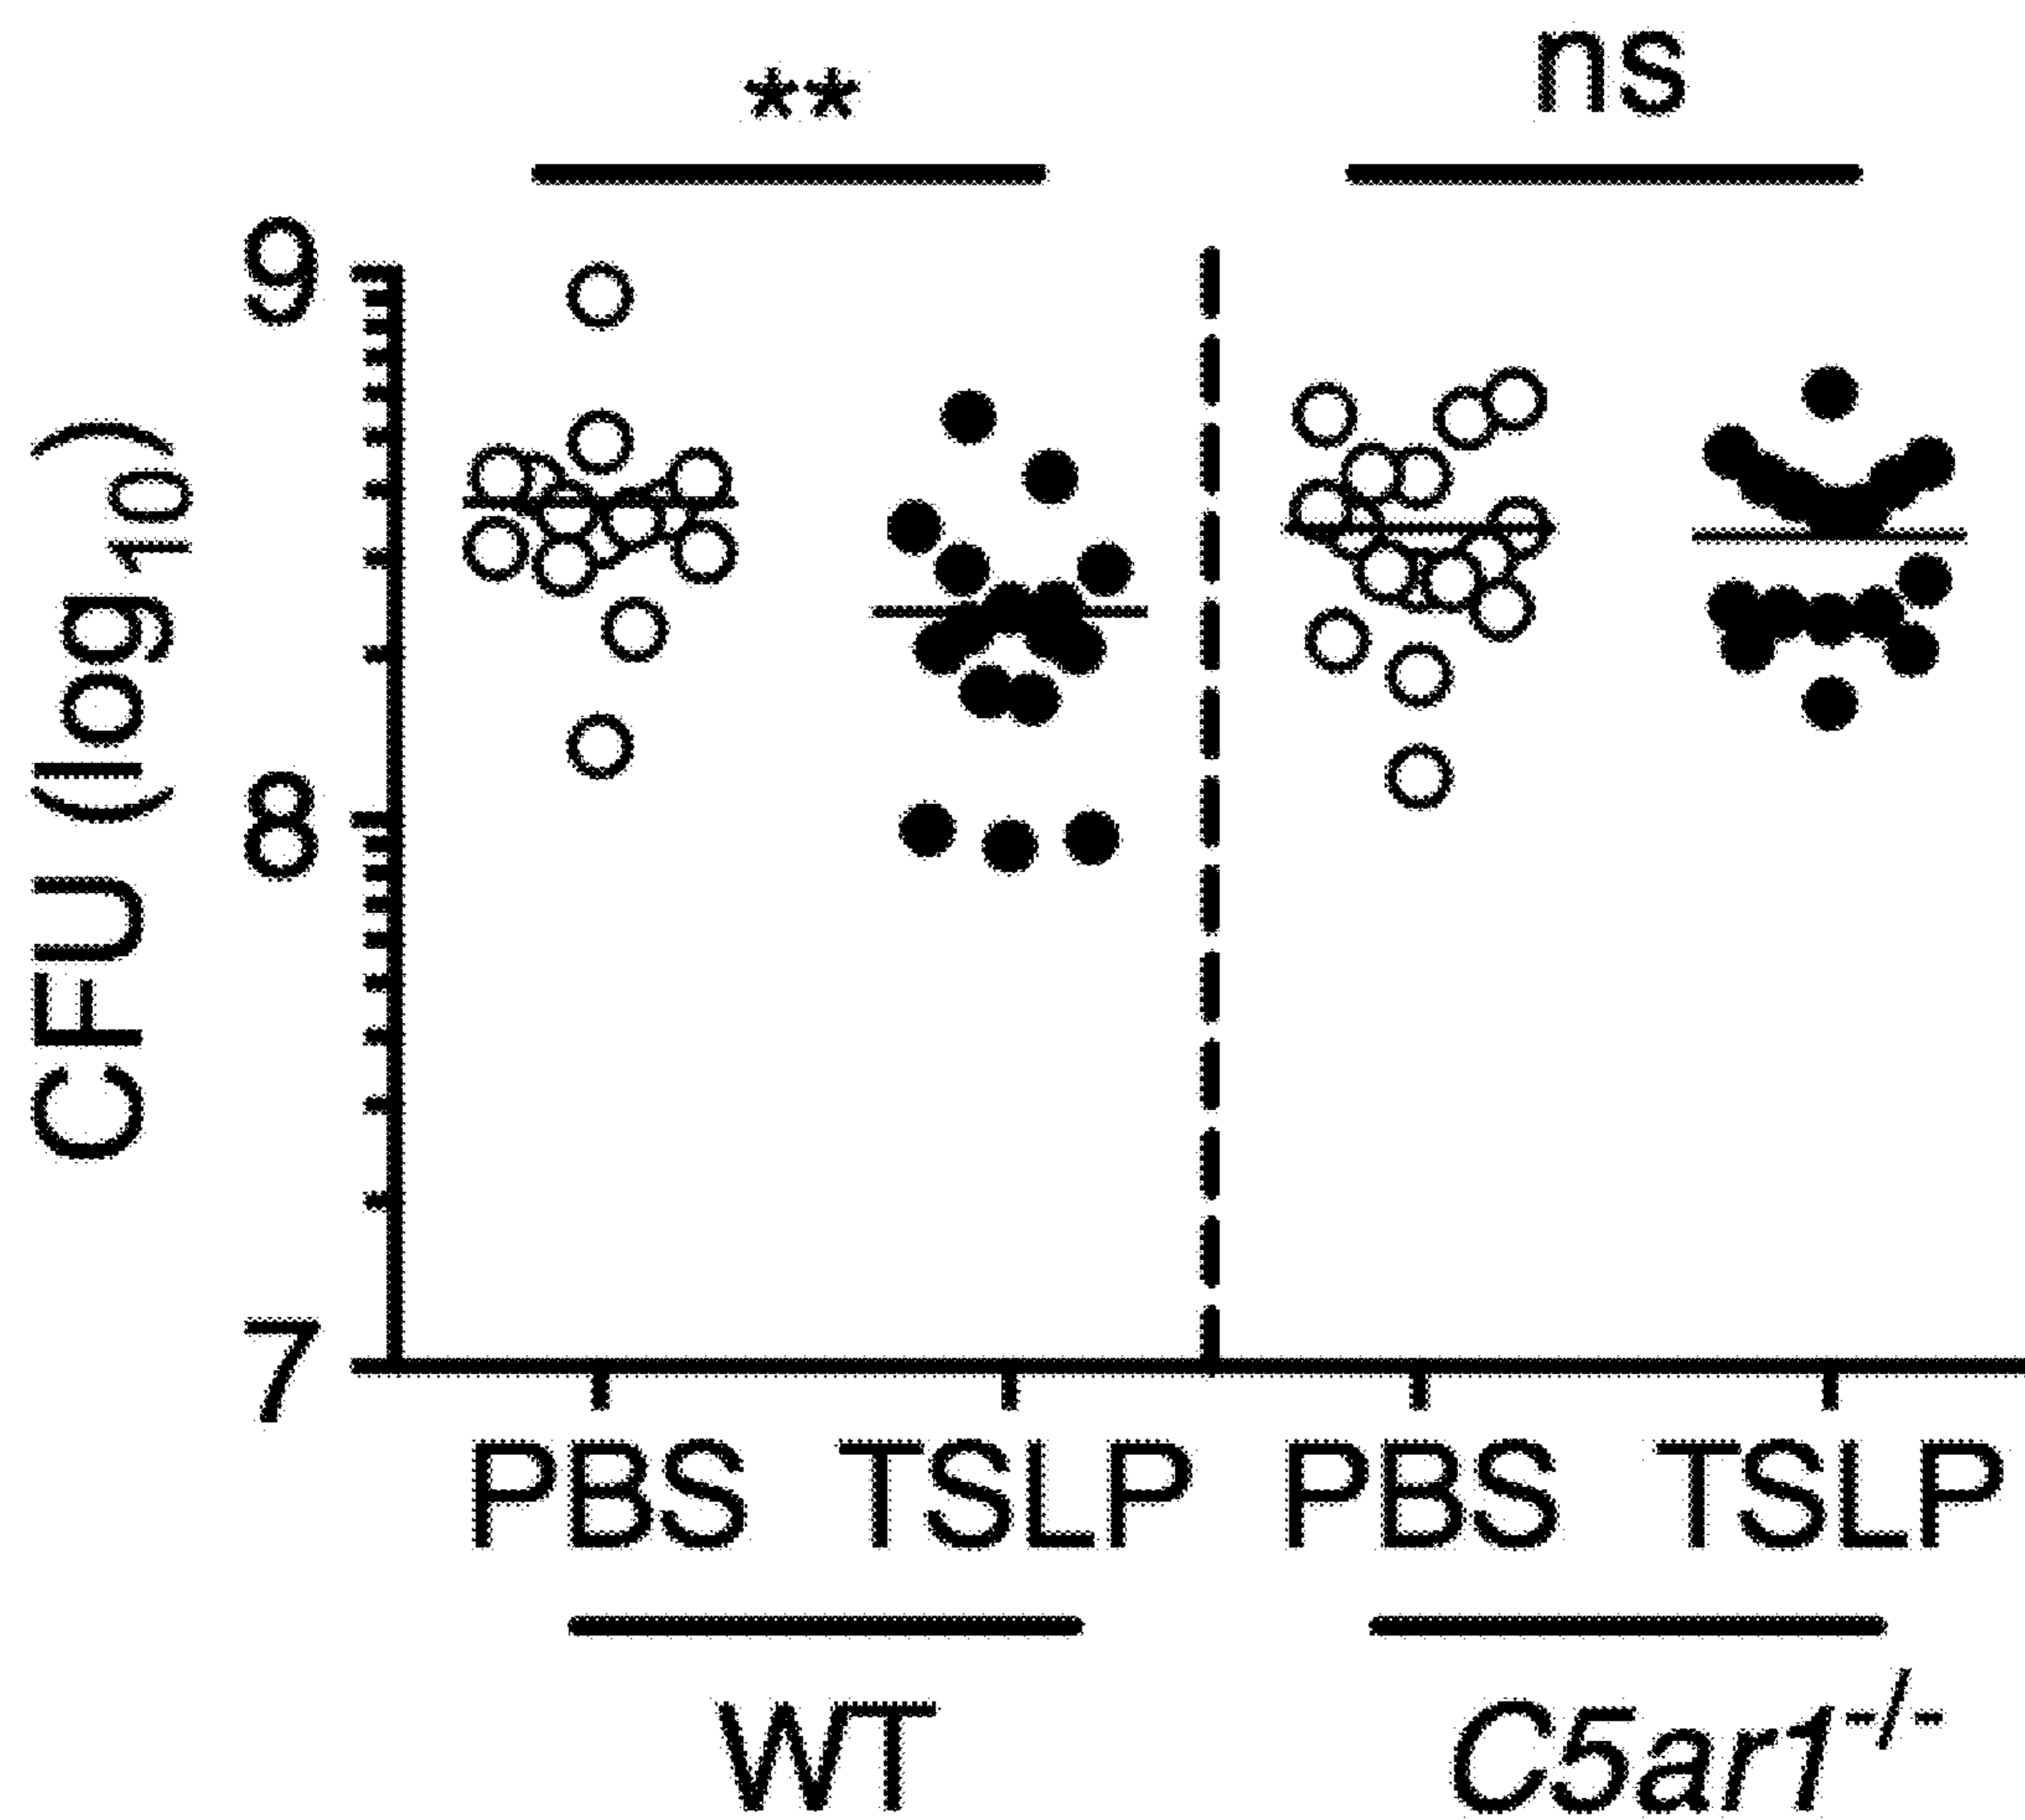 ** ns
CFU (log10)
9
8
7
PBS TSLP PBS TSLP
WT C5ar1-/-